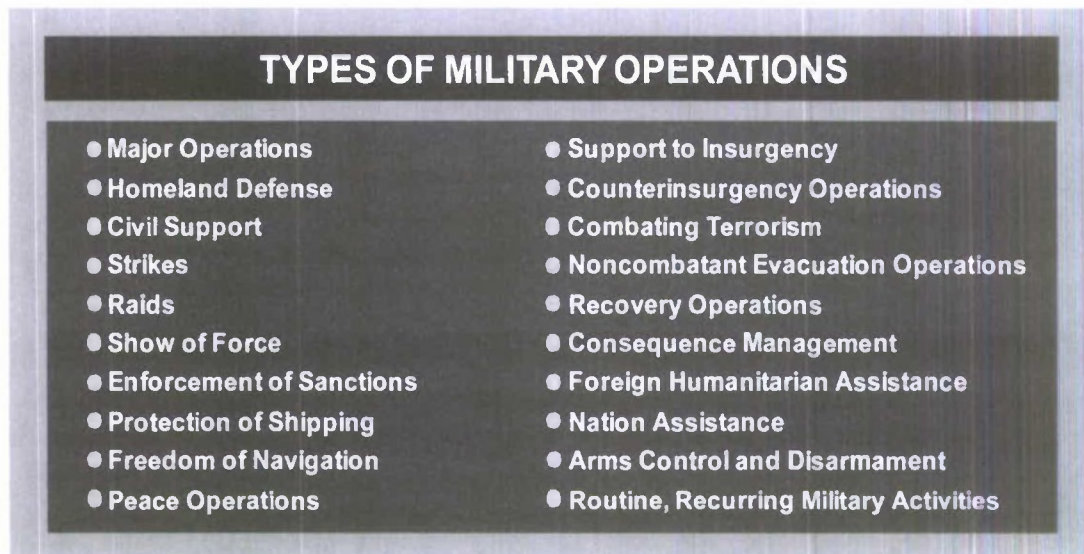 TYPES OF MILITARY OPERATIONS
● Major Operations
● Homeland Defense
● Civil Support
● Strikes
● Raids
● Show of Force
● Enforcement of Sanctions
● Protection of Shipping
● Freedom of Navigation
● Peace Operations
● Support to Insurgency
● Counterinsurgency Operations
● Combating Terrorism
● Noncombatant Evacuation Operations
● Recovery Operations
● Consequence Management
● Foreign Humanitarian Assistance
● Nation Assistance
● Arms Control and Disarmament
● Routine, Recurring Military Activities